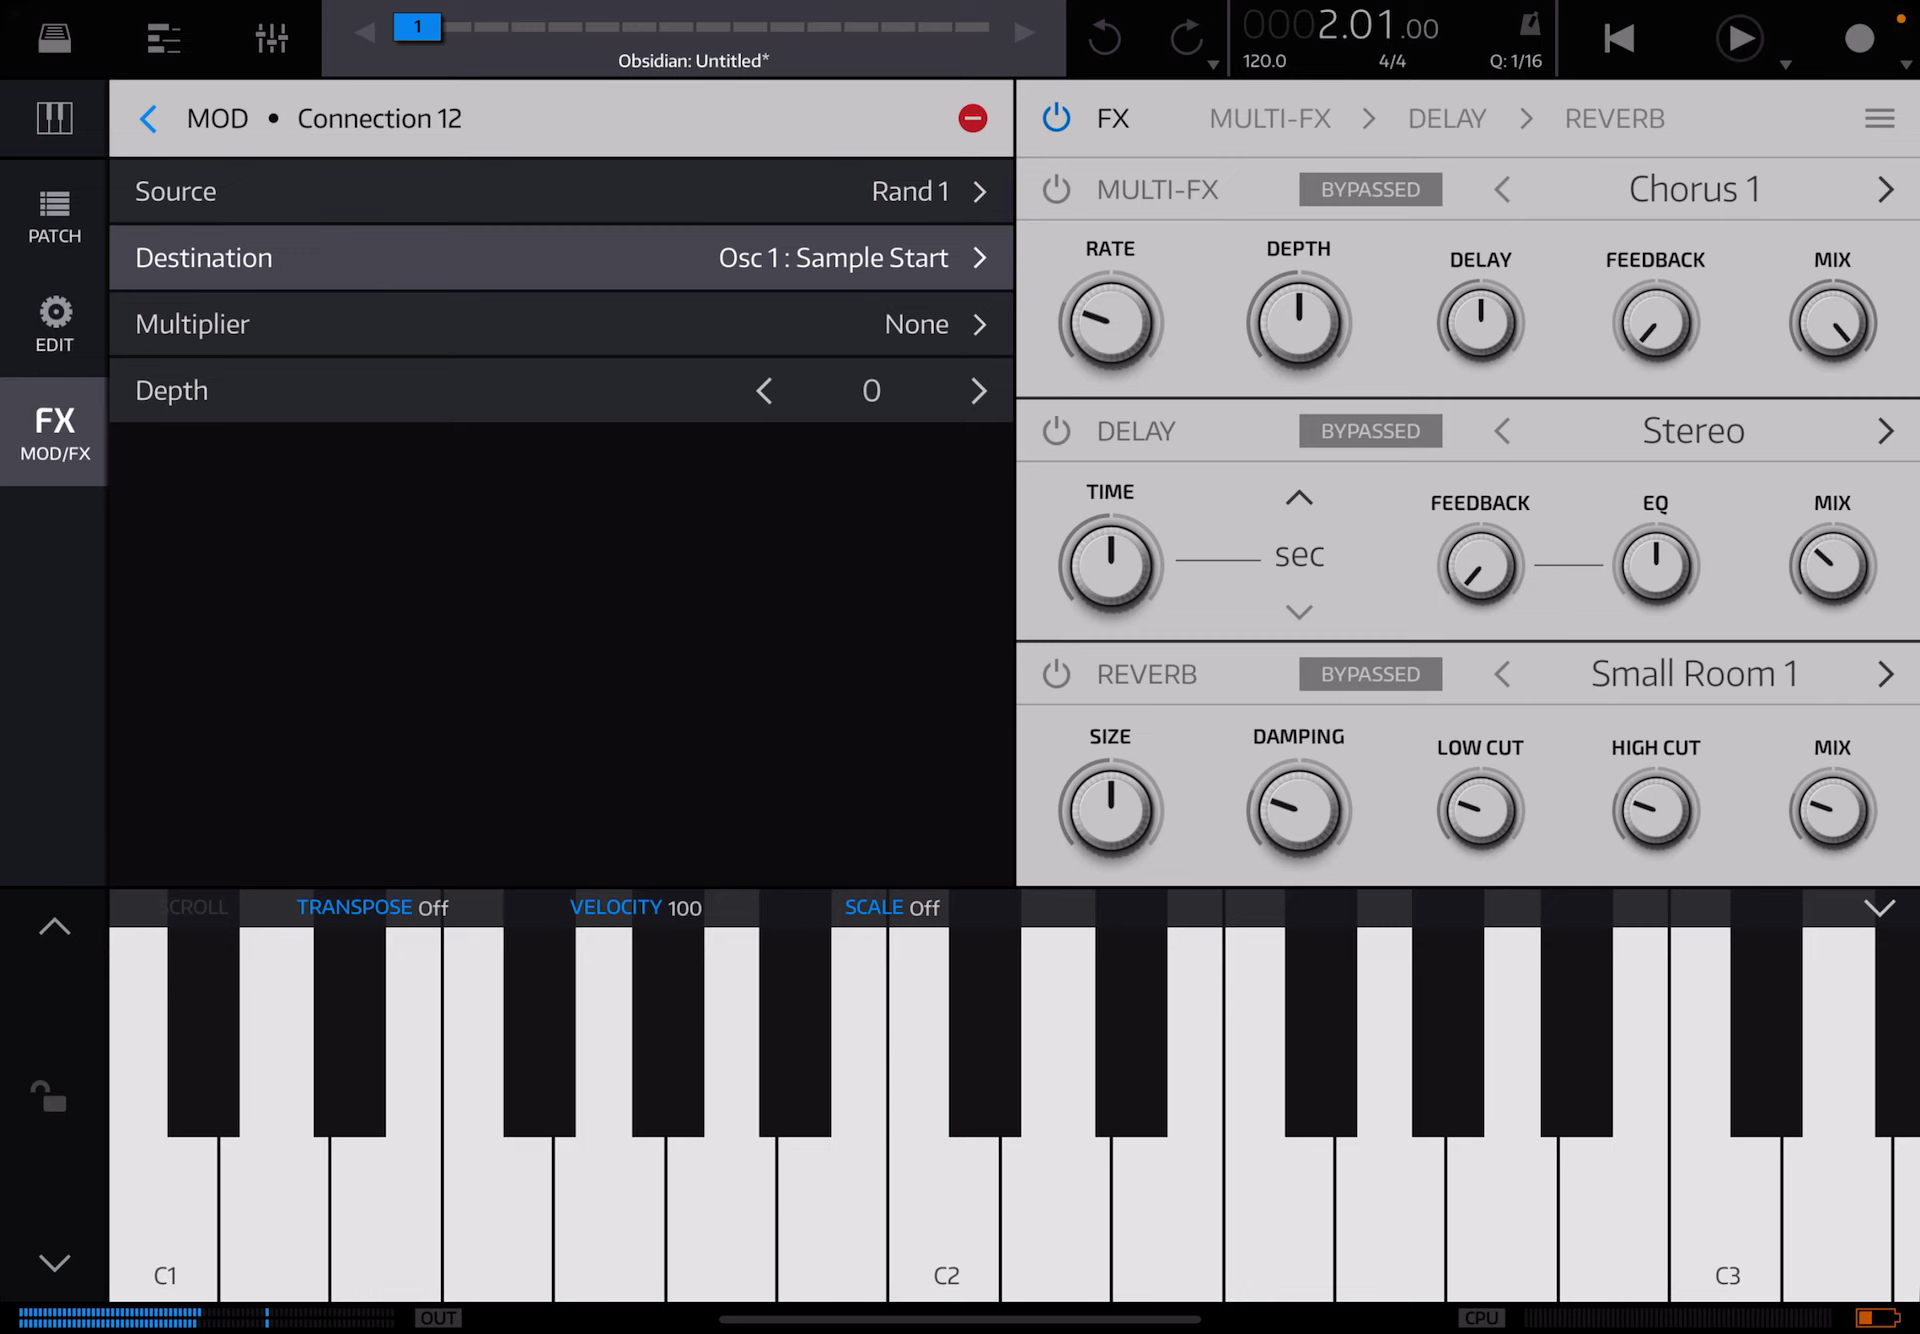 1
Obsidian: Untitled*
0002.01.00
120.0
4/4
Q: 1/16
MOD • Connection 12
FX
MULTI-FX > DELAY > REVERB
PATCH
EDIT
FX
MOD/FX
Source
Rand 1
Destination
Osc 1 : Sample Start
Multiplier
None
Depth
0
MULTI-FX
BYPASSED
Chorus 1
RATE
DEPTH
DELAY
FEEDBACK
MIX
DELAY
BYPASSED
Stereo
TIME
sec
FEEDBACK
EQ
MIX
REVERB
BYPASSED
Small Room 1
SIZE
DAMPING
LOW CUT
HIGH CUT
MIX
SCROLL
TRANSPOSE Off
VELOCITY 100
SCALE Off
C1
C2
C3
OUT
CPU